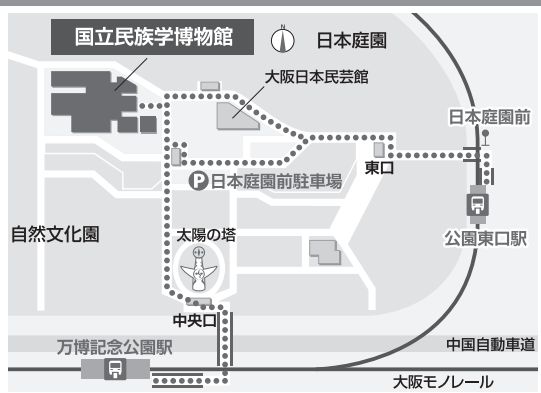 国立民族学博物館
N
日本庭園
大阪日本民芸館
日本庭園前
東口
P日本庭園前駐車場
自然文化園
太陽の塔
公園東口駅
中央口
万博記念公園駅
中国自動車道
大阪モノレール